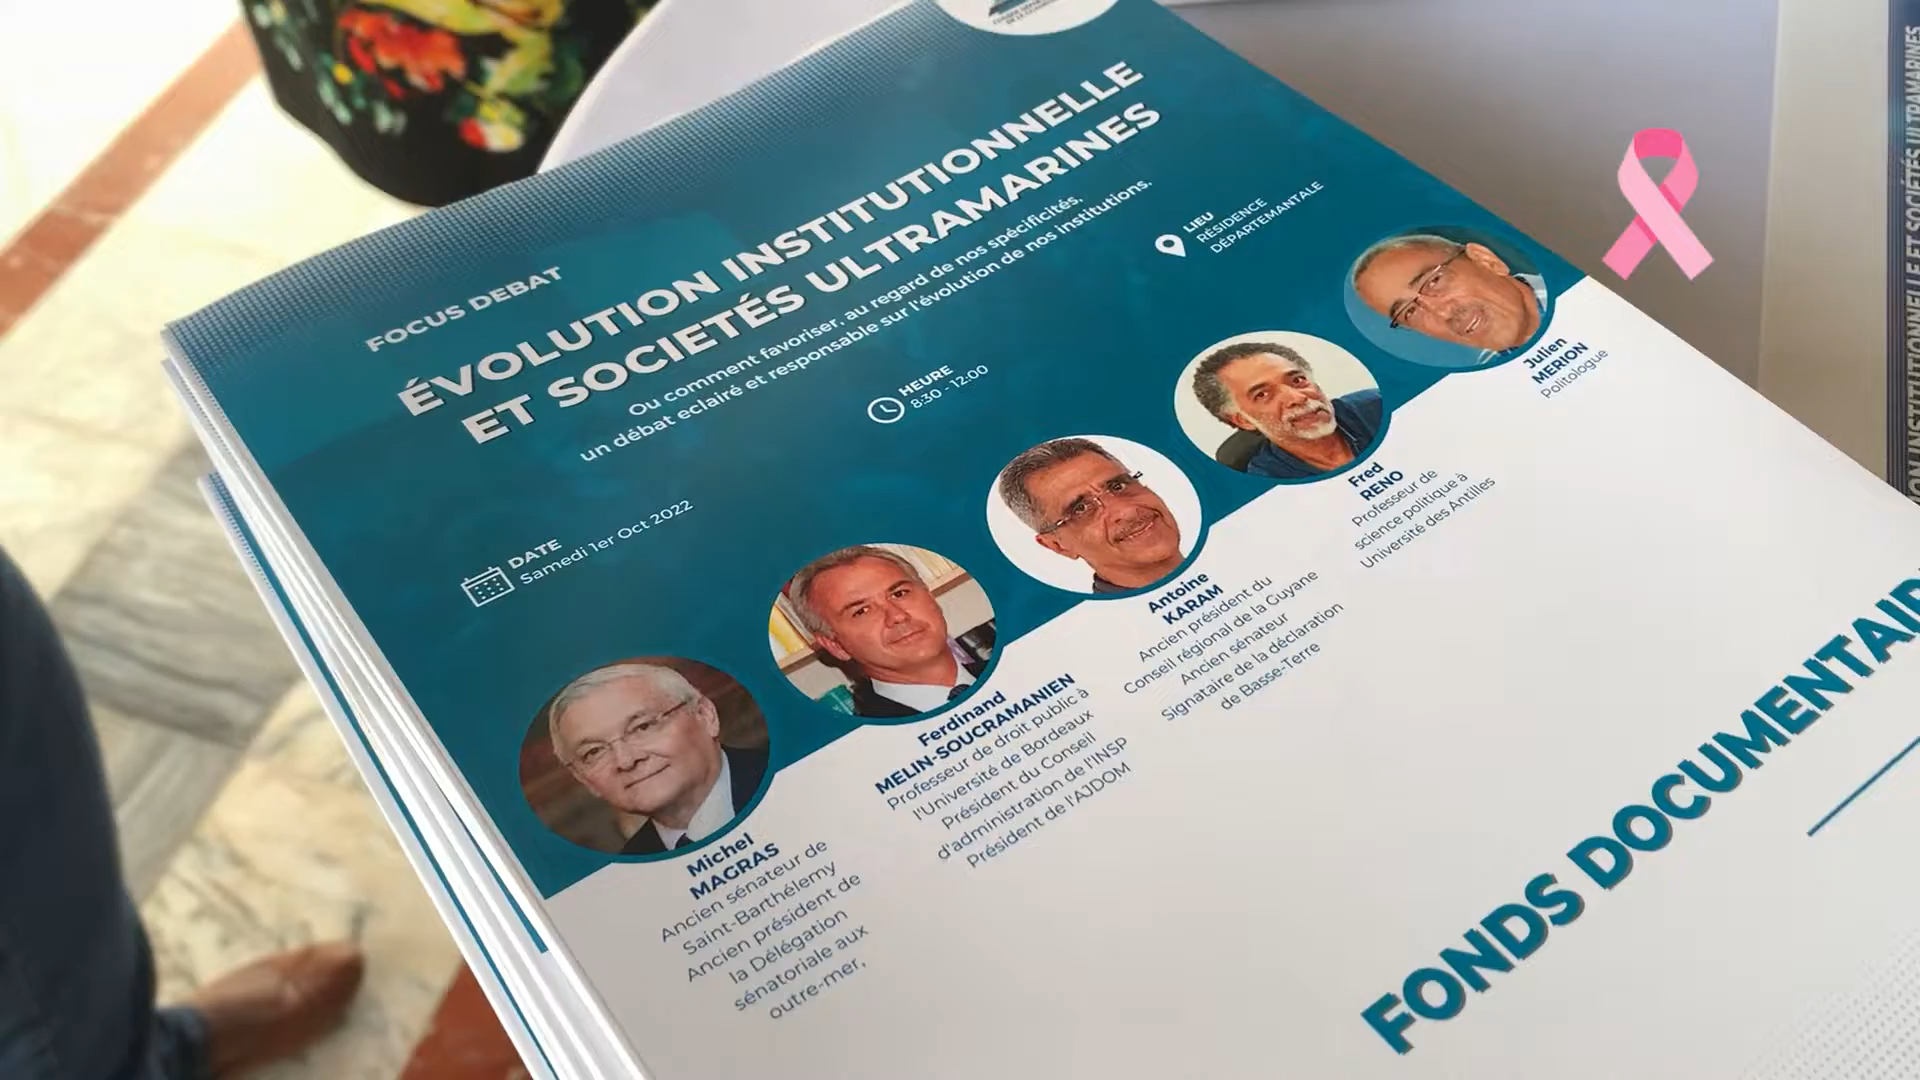 FOCUS DEBAT
ÉVOLUTION INSTITUTIONNELLE
ET SOCIETÉS ULTRAMARINES
Ou comment favoriser, au regard de nos spécificités,
un débat eclairé et responsable sur l'évolution de nos institutions.
DATE
Samedi 1er Oct 2022
HEURE
8:30 - 12:00
LIEU
RÉSIDENCE
DÉPARTEMANTALE
Michel
MAGRAS
Ancien sénateur de
Saint-Barthélemy
Ancien président de
la Délégation
sénatoriale aux
outre-mer,
Ferdinand
MELIN-SOUCRAMANIEN
Professeur de droit public à
l'Université de Bordeaux
Président du Conseil
d'administration de l'INSP
Président de l'AJDOM
Antoine
KARAM
Ancien président du
Conseil régional de la Guyane
Ancien sénateur
Signataire de la déclaration
de Basse-Terre
Fred
RENO
Professeur de
science politique à
Université des Antilles
Julien
MERION
Politologue
FONDS DOCUMENTAIR
ION INSTITUTIONNELLE ET SOCIÉTÉS ULTRAMARINES